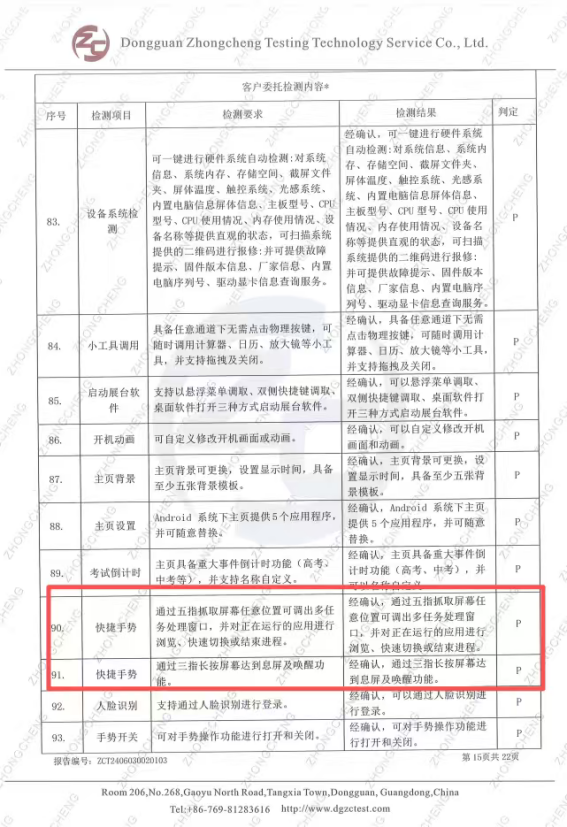 Dongguan Zhongcheng Testing Technology Service Co., Ltd.
客户委托检测内容*
序号 检测项目 检测要求 检测结果 判定
83.
设备系统检
测
可一键进行硬件系统自动检测:对系统
信息、系统内存、存储空间、截屏文件
夹、屏体温度、触控系统、光感系统、
内置电脑信息屏体信息、主板型号、CPU
型号、CPU 使用情况、内存使用情况、设
备名称等提供直观的状态，可扫描系统
提供的二维码进行报修:并可提供故障
提示、固件版本信息、厂家信息、内置
电脑序列号、驱动显卡信息查询服务。
经确认，可一键进行硬件系统
自动检测:对系统信息、系统内
存、存储空间、截屏文件夹、
屏体温度、触控系统、光感系
统、内置电脑信息屏体信息、
主板型号、CPU 型号、CPU 使用
情况、内存使用情况、设备名
称等提供直观的状态，可扫描
系统提供的二维码进行报修:
并可提供故障提示、固件版本
信息、厂家信息、内置电脑序
列号、驱动显卡信息查询服务。
P
84.
小工具调用
具备任意通道下无需点击物理按键，可
随时调用计算器、日历、放大镜等小工
具，并支持拖拽及关闭。
经确认，具备任意通道下无需
点击物理按键，可随时调用计
算器、日历、放大镜等小工具，
并支持拖拽及关闭。
P
85.
启动展台软
件
支持以悬浮菜单调取、双侧快捷键调取、
桌面软件打开三种方式启动展台软件。
经确认，可以悬浮菜单调取、
双侧快捷键调取、桌面软件打
开三种方式启动展台软件。
P
86.
开机动画
可自定义修改开机画面或动画。
经确认，可自定义修改开机
画面和动画。
P
87.
主页背景
主页背景可更换，设置显示时间，具备
至少五张背景模板。
经确认，主页背景可更换，设
置显示时间，具备至少五张背
景模板。
P
88.
主页设置
Android 系统下主页提供5个应用程序，
并可随意替换。
经确认，Android 系统下主页
提供5个应用程序，并可随意
替换。
P
89.
考试倒计时
主页具备重大事件倒计时功能（高考、
中考等），并支持名称自定义。
经确认，主页具备重大事件倒
计时功能（高考、中考），并
可以名称自定义。
P
90.
快捷手势
通过五指抓取屏幕任意位置可调出多任
务处理窗口，并对正在运行的应用进行
浏览、快速切换或结束进程。
经确认，通过五指抓取屏幕任
意位置可调出多任务处理窗
口，并对正在运行的应用进行
浏览、快速切换或结束进程。
P
91.
快捷手势
通过三指长按屏幕达到息屏及唤醒功
能。
经确认，通过三指长按屏幕达
到息屏及唤醒功能。
P
92.
人脸识别
支持通过人脸识别进行登录。
经确认，可以通过人脸识别进
行登录。
P
93.
手势开关
可对手势操作功能进行打开和关闭。
经确认，可对手势操作功能进
行打开和关闭。
P
报告编号：ZCT2406030020103 第15页共22页
Room 206,No.268,Gaoyu North Road,Tangxia Town,Dongguan, Guangdong,China
Tel:+86-769-81283616 http://www.dgzctest.com